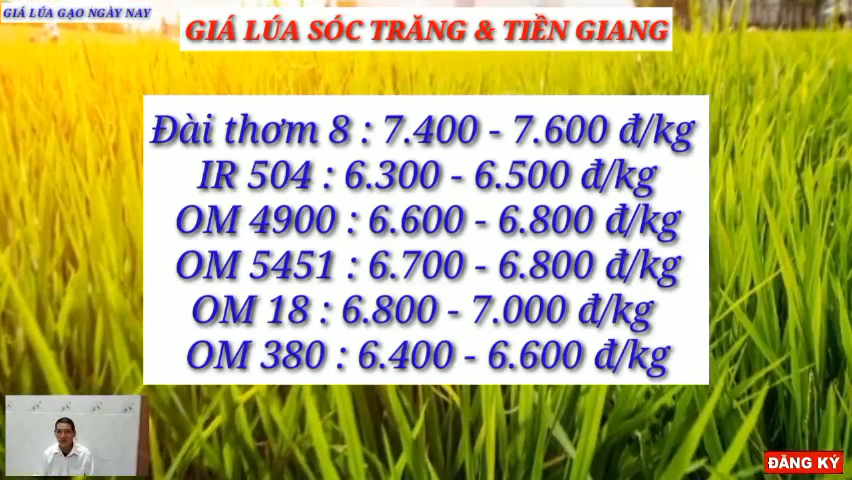 GIÁ LÚA GẠO NGÀY NAY
GIÁ LÚA SÓC TRĂNG & TIỀN GIANG
Đài thơm 8 : 7.400 - 7.600 đ/kg
IR 504 : 6.300 - 6.500 đ/kg
OM 4900 : 6.600 - 6.800 đ/kg
OM 5451 : 6.700 - 6.800 đ/kg
OM 18 : 6.800 - 7.000 đ/kg
OM 380 : 6.400 - 6.600 đ/kg
ĐĂNG KÝ